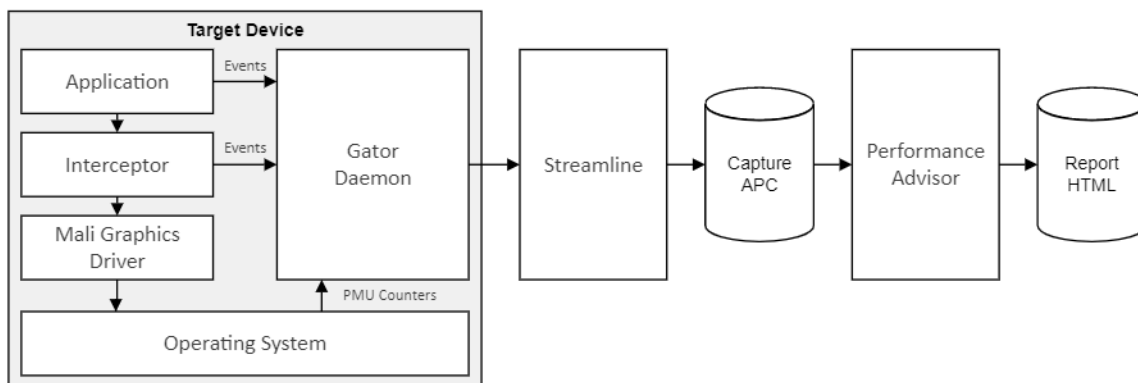 Target Device
Application
Events
Interceptor
Events
Mali Graphics
Driver
Gator
Daemon
PMU Counters
Operating System
Streamline
Capture
APC
Performance
Advisor
Report
HTML